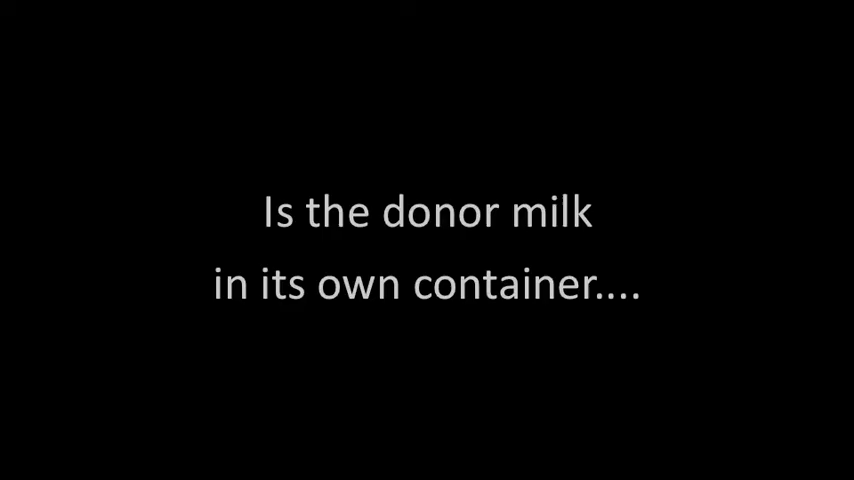 Is the donor milk
in its own container....